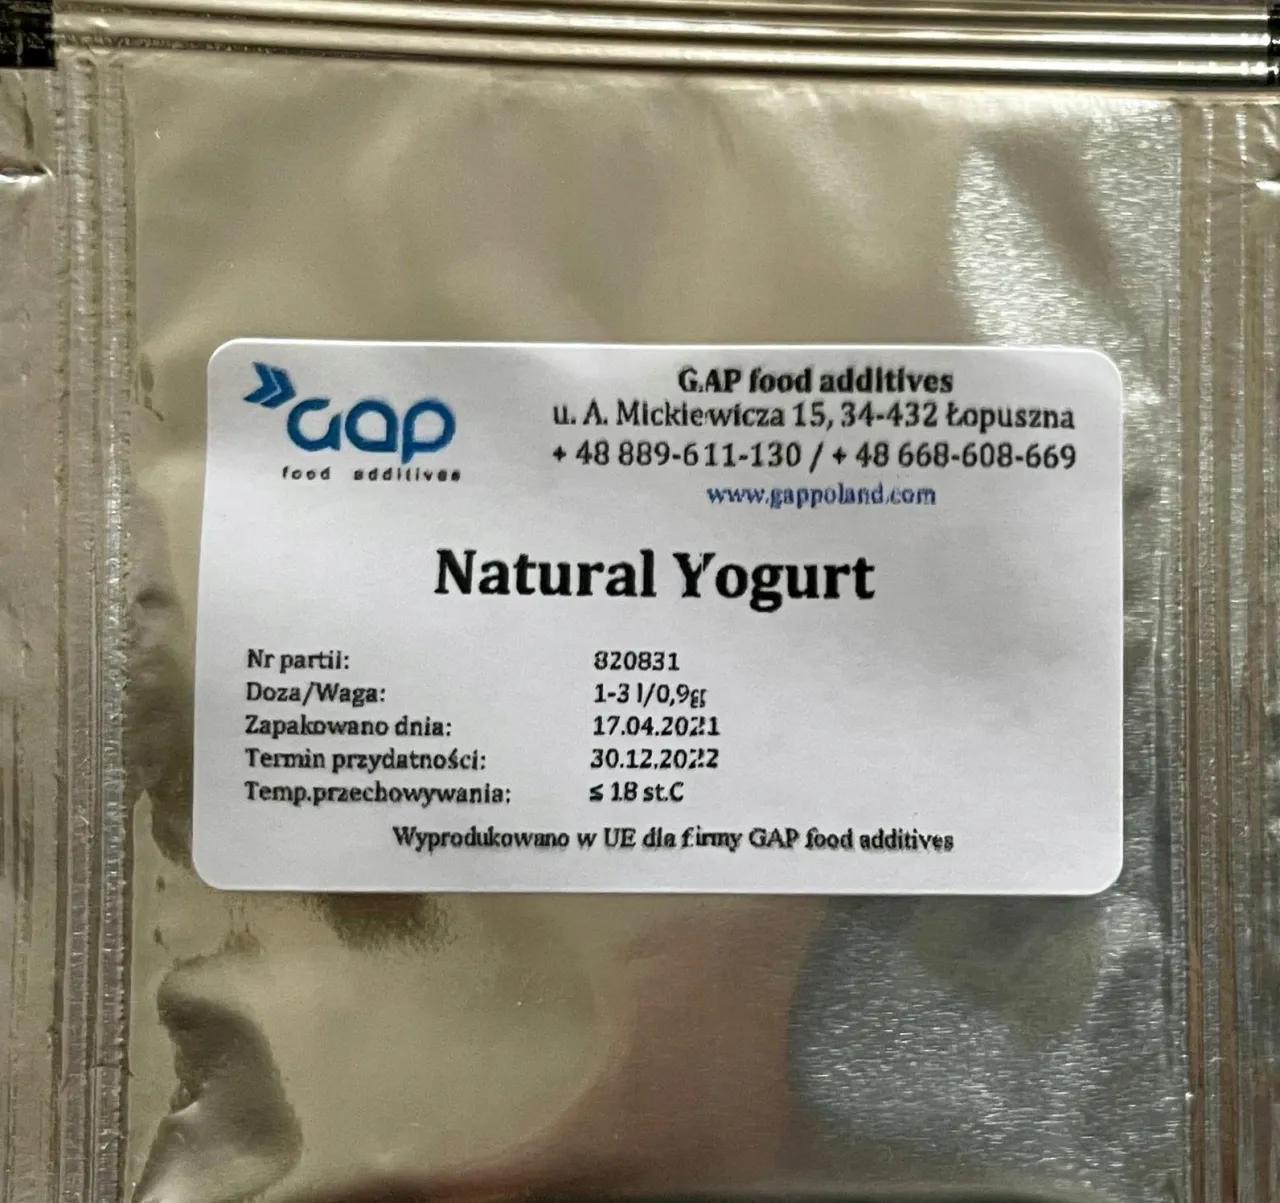 GAP
food additives
GAP food additives
u. A. Mickiewicza 15, 34-432 Łopuszna
+ 48 889-611-130 / + 48 668-608-669
www.gappoland.com
Natural Yogurt
Nr partii: 820831
Doza/Waga: 1-3 l/0,9g
Zapakowano dnia: 17.04.2021
Termin przydatności: 30.12.2022
Temp.przechowywania: ≤ 18 st.C
Wyprodukowano w UE dla firmy GAP food additives